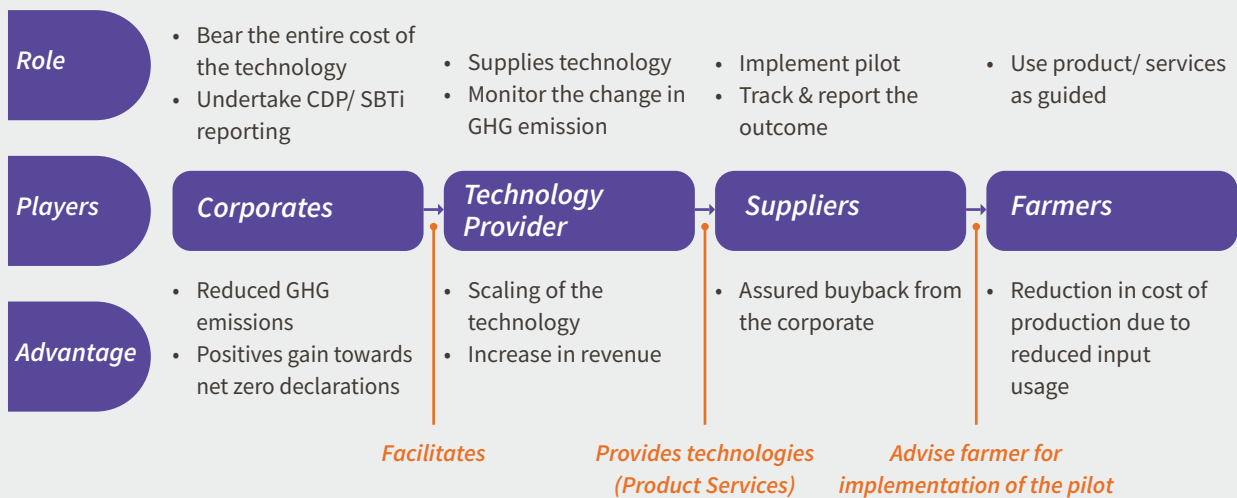 Role
• Bear the entire cost of
the technology
• Undertake CDP/ SBTi
reporting
• Supplies technology
• Monitor the change in
GHG emission
• Implement pilot
• Track & report the
outcome
• Use product/ services
as guided
Players
Corporates
Technology
Provider
Suppliers
Farmers
Advantage
• Reduced GHG
emissions
• Positives gain towards
net zero declarations
• Scaling of the
technology
• Increase in revenue
• Assured buyback from
the corporate
• Reduction in cost of
production due to
reduced input
usage
Facilitates
Provides technologies
(Product Services)
Advise farmer for
implementation of the pilot